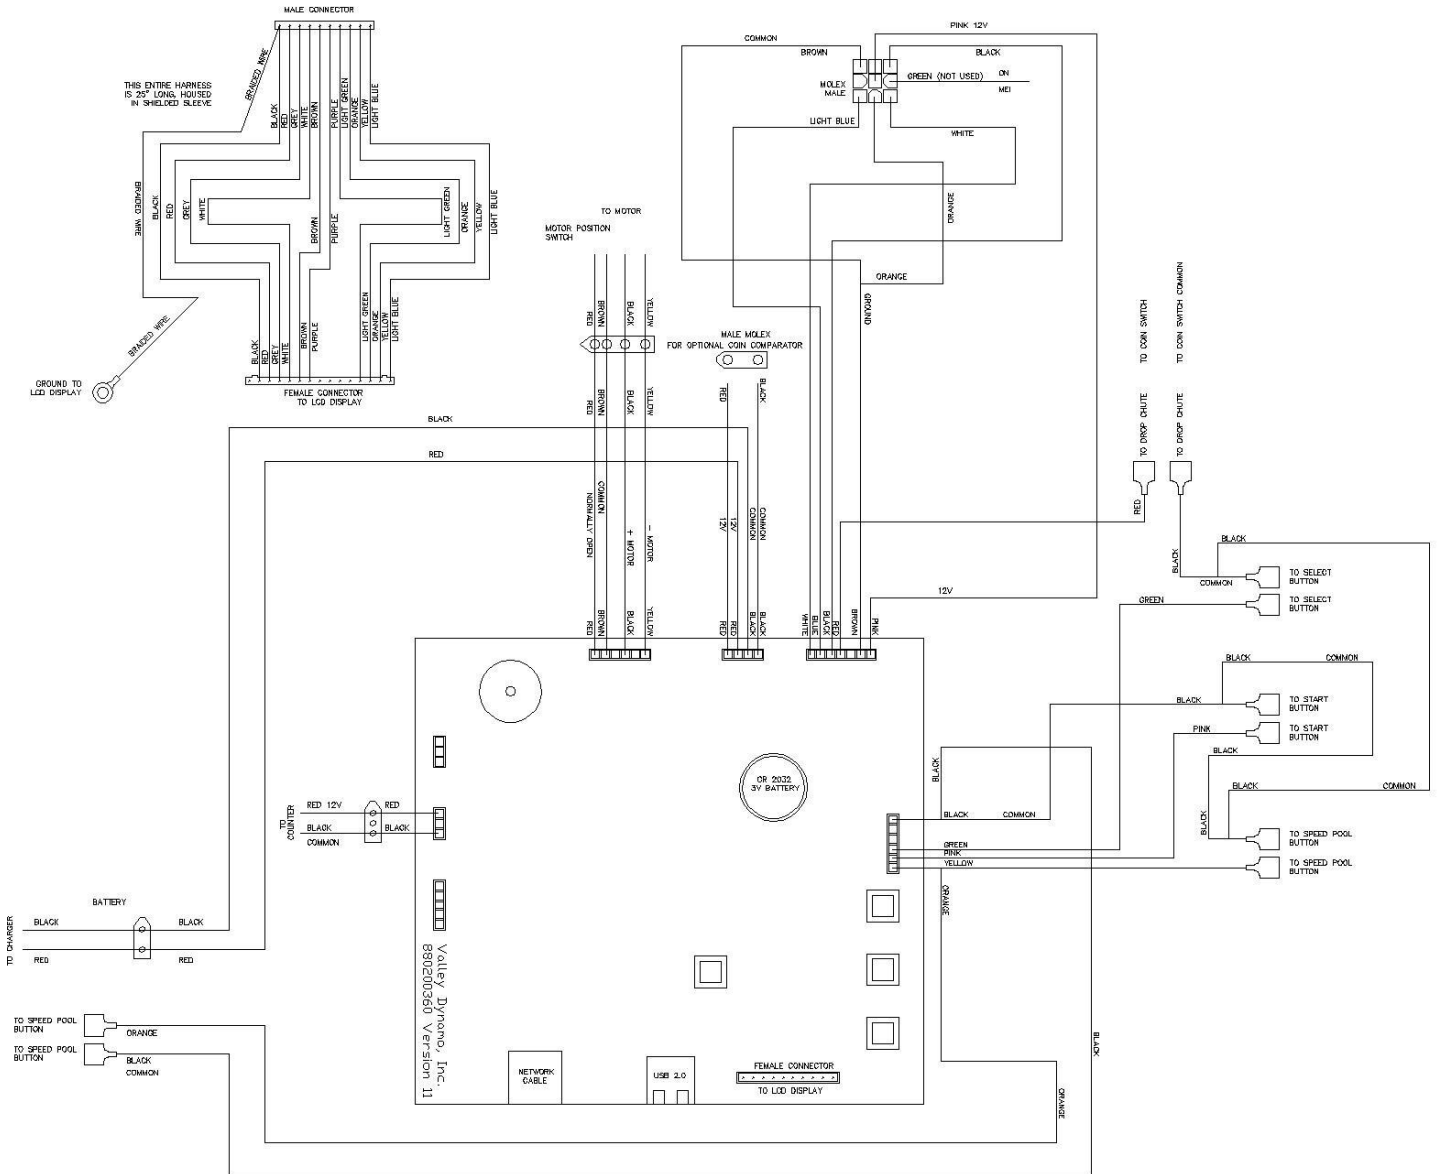 MALE CONNECTOR
THIS ENTIRE HARNESS
IS 25" LONG, HOUSED
IN SHIELDED SLEEVE
BRAIDED WIRE
BLACK
RED
GREY
WHITE
BROWN
PURPLE
LIGHT GREEN
ORANGE
YELLOW
LIGHT BLUE
BRAIDED WIRE
BLACK
RED
GREY
WHITE
BROWN
PURPLE
LIGHT GREEN
ORANGE
YELLOW
LIGHT BLUE
BRAIDED WIRE
BLACK
RED
GREY
WHITE
BROWN
PURPLE
LIGHT GREEN
ORANGE
YELLOW
LIGHT BLUE
GROUND TO
LCD DISPLAY
FEMALE CONNECTOR
TO LCD DISPLAY
PINK 12V
COMMON
BROWN
BLACK
MOLEX
MALE
GREEN (NOT USED)
ON
MEI
LIGHT BLUE
WHITE
ORANGE
ORANGE
GROUND
TO MOTOR
MOTOR POSITION
SWITCH
RED
BROWN
BLACK
YELLOW
MALE MOLEX
FOR OPTIONAL COIN COMPARATOR
RED
BROWN
BLACK
YELLOW
RED
BLACK
BLACK
RED
NORMALLY OPEN
COMMON
+ MOTOR
- MOTOR
12V
12V
COMMON
COMMON
RED
BROWN
BLACK
YELLOW
RED
RED
BLACK
BLACK
WHITE
BLUE
BLACK
RED
BROWN
PINK
12V
TO DROP CHUTE TO COIN SWITCH
TO DROP CHUTE TO COIN SWITCH COMMON
RED
BLACK
BLACK
COMMON
TO SELECT
BUTTON
GREEN
TO SELECT
BUTTON
BLACK
COMMON
BLACK
TO START
BUTTON
PINK
TO START
BUTTON
BLACK
BLACK
COMMON
BLACK
TO SPEED POOL
BUTTON
TO SPEED POOL
BUTTON
BLACK
BLACK
COMMON
GREEN
PINK
YELLOW
ORANGE
CR 2032
3V BATTERY
TO
COUNTER
RED 12V
RED
BLACK
BLACK
COMMON
BATTERY
TO CHARGER
BLACK
BLACK
RED
RED
Valley Dynamo, Inc.
880200360 Version 11
TO SPEED POOL
BUTTON
ORANGE
TO SPEED POOL
BUTTON
BLACK
COMMON
NETWORK
CABLE
USB 2.0
FEMALE CONNECTOR
TO LCD DISPLAY
BLACK
ORANGE